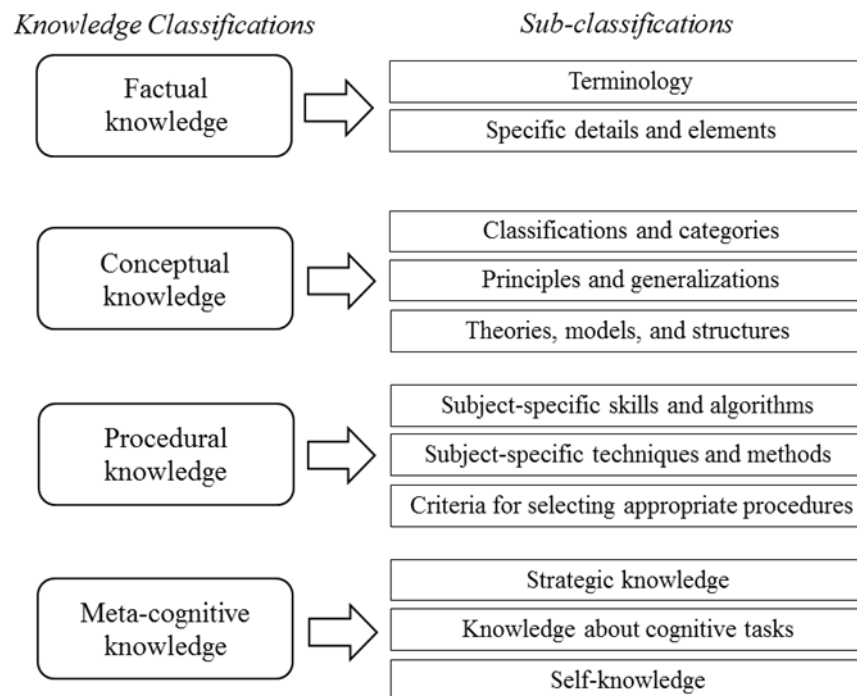 Knowledge Classifications
Sub-classifications
Factual
knowledge
Terminology
Specific details and elements
Conceptual
knowledge
Classifications and categories
Principles and generalizations
Theories, models, and structures
Procedural
knowledge
Subject-specific skills and algorithms
Subject-specific techniques and methods
Criteria for selecting appropriate procedures
Meta-cognitive
knowledge
Strategic knowledge
Knowledge about cognitive tasks
Self-knowledge